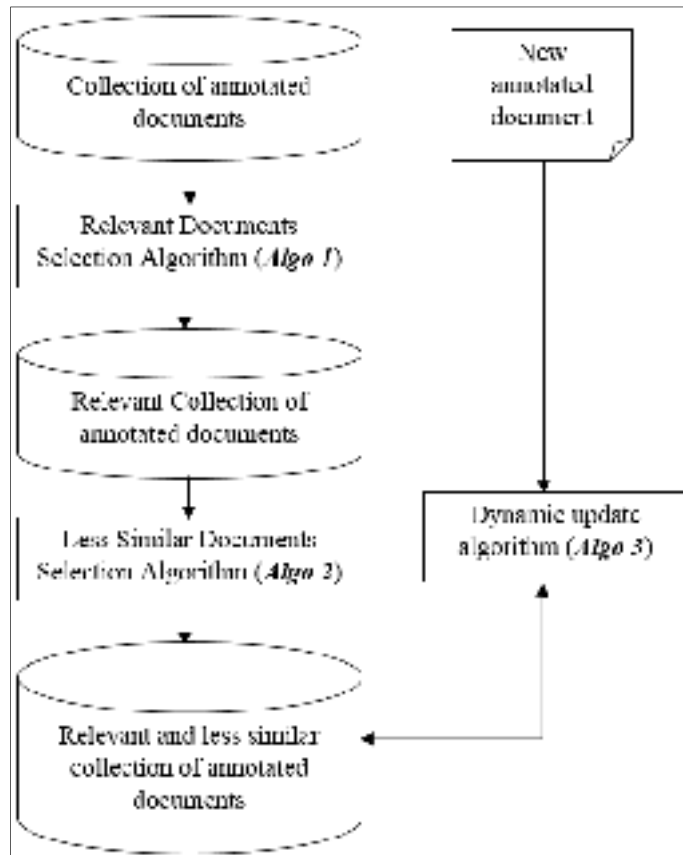 Collection of annotated
documents
New
annotated
document
Relevant Documents
Selection Algorithm (Algo 1)
Relevant Collection of
annotated documents
Less Similar Documents
Selection Algorithm (Algo 2)
Dynamic update
algorithm (Algo 3)
Relevant and less similar
collection of annotated
documents